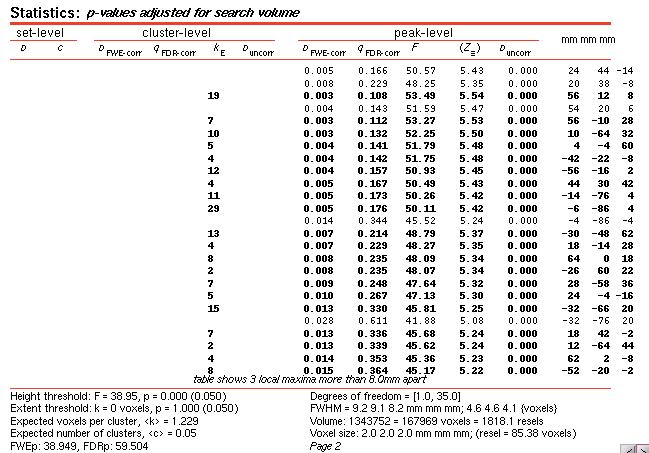 Statistics: p-values adjusted for search volume
set-level cluster-level peak-level
p c p FWE-corr q FDR-corr k E p uncorr p FWE-corr q FDR-corr F (Z≡) p uncorr mm mm mm
0.005 0.166 50.57 5.43 0.000 24 44 -14
0.008 0.229 48.25 5.35 0.000 20 38 -8
19 0.003 0.108 53.49 5.54 0.000 56 12 8
0.004 0.143 51.59 5.47 0.000 54 20 6
7 0.003 0.112 53.27 5.53 0.000 56 -10 28
10 0.003 0.132 52.25 5.50 0.000 10 -64 32
5 0.004 0.141 51.79 5.48 0.000 4 -4 60
4 0.004 0.142 51.75 5.48 0.000 -42 -22 -8
12 0.004 0.157 50.93 5.45 0.000 -56 -16 2
4 0.005 0.167 50.49 5.43 0.000 44 30 42
11 0.005 0.173 50.26 5.42 0.000 -14 -76 4
29 0.005 0.176 50.11 5.42 0.000 -6 -86 4
0.014 0.344 45.52 5.24 0.000 -4 -86 -4
13 0.007 0.214 48.79 5.37 0.000 -30 -48 62
4 0.007 0.229 48.27 5.35 0.000 18 -14 28
8 0.008 0.235 48.09 5.34 0.000 64 0 18
2 0.008 0.235 48.07 5.34 0.000 -26 60 22
7 0.009 0.248 47.64 5.32 0.000 28 -58 36
5 0.010 0.267 47.13 5.30 0.000 24 -4 -16
15 0.013 0.330 45.81 5.25 0.000 -32 -66 20
0.028 0.611 41.88 5.08 0.000 -32 -76 20
7 0.013 0.336 45.68 5.24 0.000 18 42 -2
2 0.013 0.339 45.62 5.24 0.000 12 -64 44
4 0.014 0.353 45.36 5.23 0.000 62 2 -8
8 0.015 0.364 45.17 5.22 0.000 -52 -20 -2
table shows 3 local maxima more than 8.0mm apart
Height threshold: F = 38.95, p = 0.000 (0.050)
Extent threshold: k = 0 voxels, p = 1.000 (0.050)
Expected voxels per cluster, <k> = 1.229
Expected number of clusters, <c> = 0.05
FWEp: 38.949, FDRp: 59.504
Degrees of freedom = [1.0, 35.0]
FWHM = 9.2 9.1 8.2 mm mm mm; 4.6 4.6 4.1 {voxels}
Volume: 1343752 = 167969 voxels = 1818.1 resels
Voxel size: 2.0 2.0 2.0 mm mm mm; (resel = 85.38 voxels)
Page 2